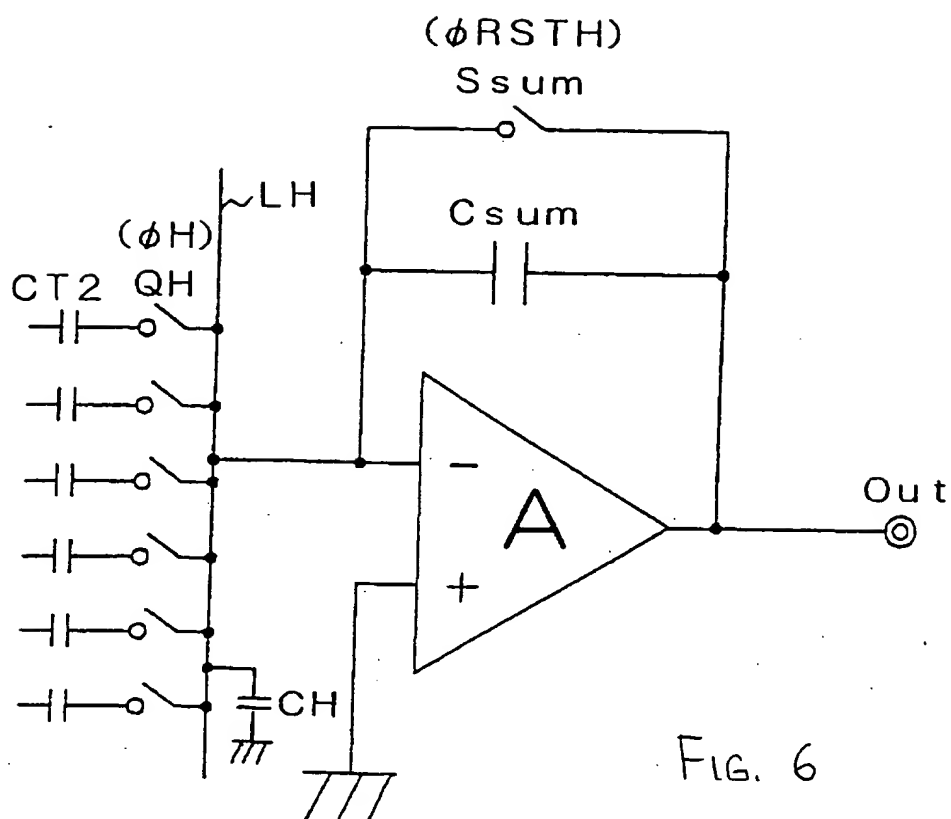 (φRSTH)
Ssum
LH
Csum
(φH)
CT2 QH
−
A
+
Out
CH
FIG. 6